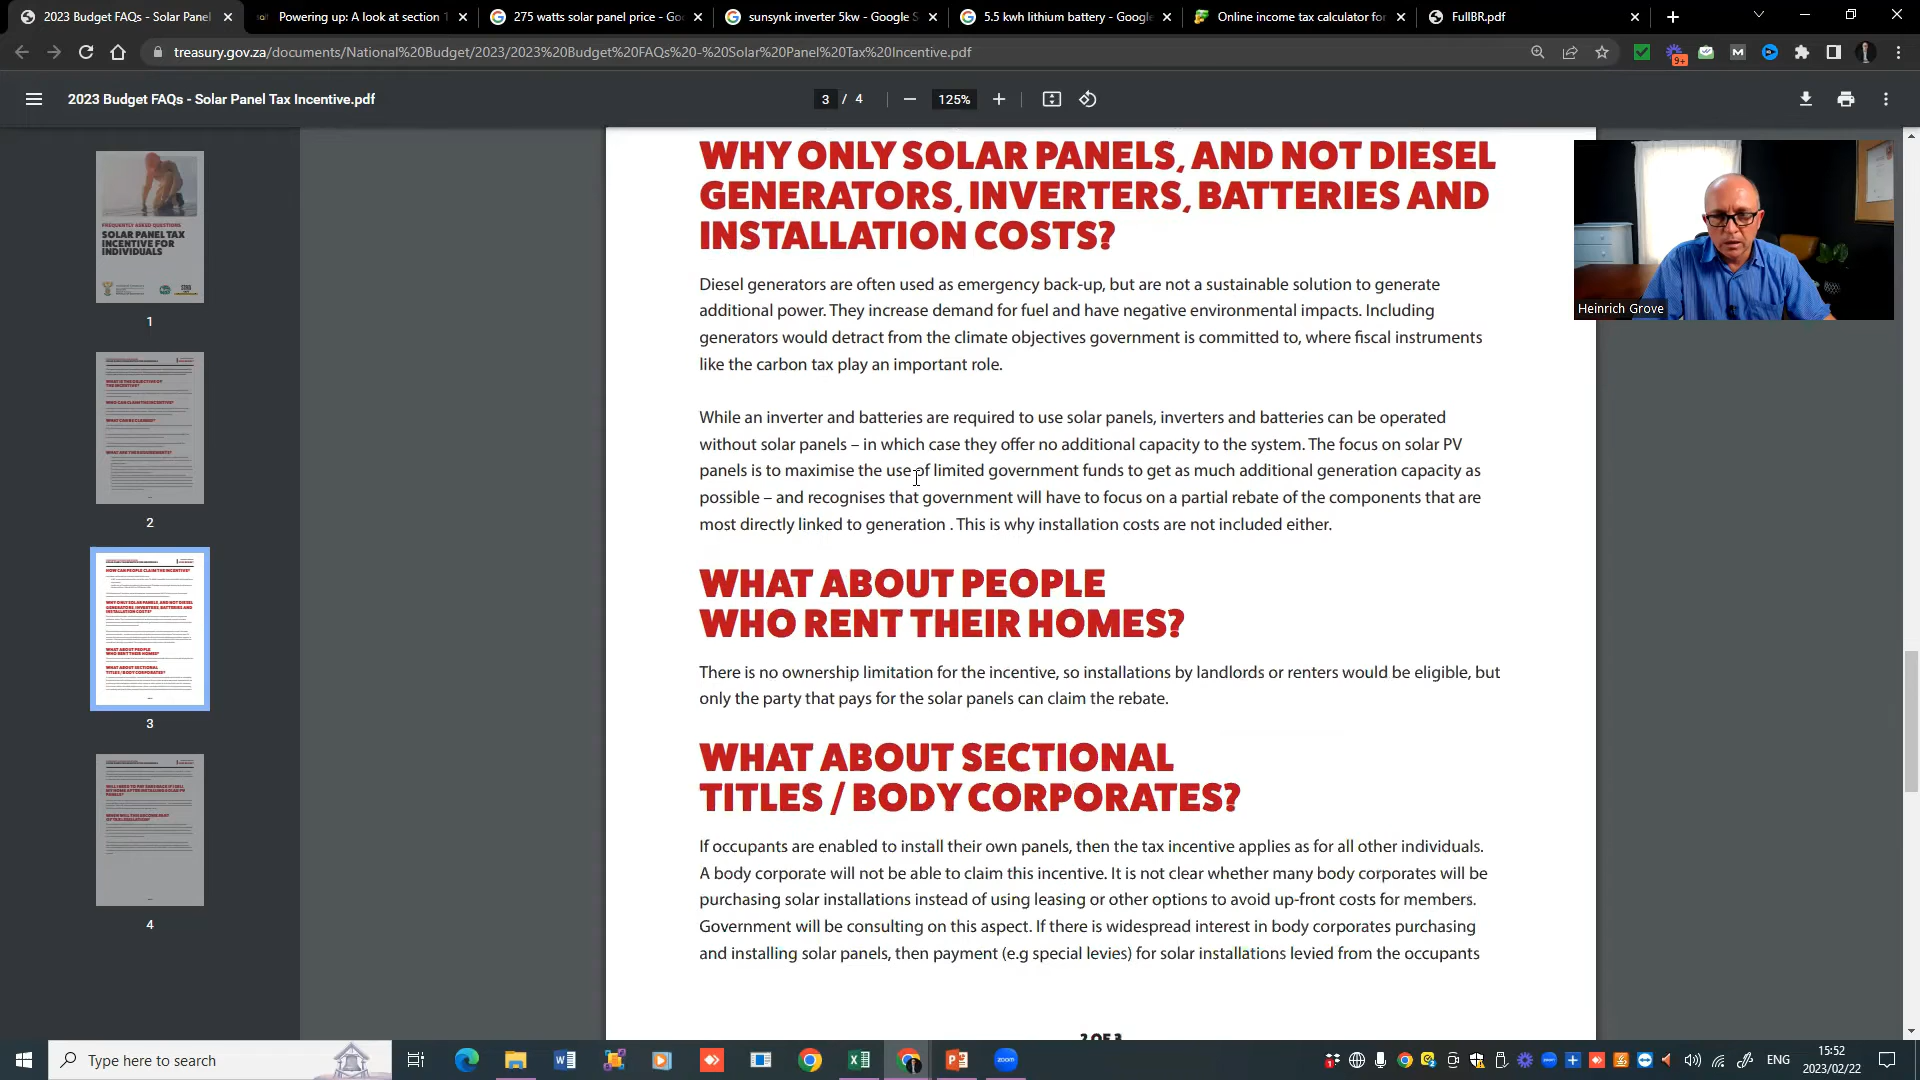 2023 Budget FAQs - Solar Panel
Powering up: A look at section 1
275 watts solar panel price - Go
sunsynk inverter 5kw - Google S
5.5 kwh lithium battery - Google
Online income tax calculator for
FullBR.pdf
treasury.gov.za/documents/National%20Budget/2023/2023%20Budget%20FAQs%20-%20Solar%20Panel%20Tax%20Incentive.pdf
9+
M
2023 Budget FAQs - Solar Panel Tax Incentive.pdf
3 / 4
125%
FREQUENTLY ASKED QUESTIONS
SOLAR PANEL TAX
INCENTIVE FOR
INDIVIDUALS
1
2
3
4
WHY ONLY SOLAR PANELS, AND NOT DIESEL
GENERATORS, INVERTERS, BATTERIES AND
INSTALLATION COSTS?
Diesel generators are often used as emergency back-up, but are not a sustainable solution to generate
additional power. They increase demand for fuel and have negative environmental impacts. Including
generators would detract from the climate objectives government is committed to, where fiscal instruments
like the carbon tax play an important role.
While an inverter and batteries are required to use solar panels, inverters and batteries can be operated
without solar panels – in which case they offer no additional capacity to the system. The focus on solar PV
panels is to maximise the use of limited government funds to get as much additional generation capacity as
possible – and recognises that government will have to focus on a partial rebate of the components that are
most directly linked to generation . This is why installation costs are not included either.
WHAT ABOUT PEOPLE
WHO RENT THEIR HOMES?
There is no ownership limitation for the incentive, so installations by landlords or renters would be eligible, but
only the party that pays for the solar panels can claim the rebate.
WHAT ABOUT SECTIONAL
TITLES / BODY CORPORATES?
If occupants are enabled to install their own panels, then the tax incentive applies as for all other individuals.
A body corporate will not be able to claim this incentive. It is not clear whether many body corporates will be
purchasing solar installations instead of using leasing or other options to avoid up-front costs for members.
Government will be consulting on this aspect. If there is widespread interest in body corporates purchasing
and installing solar panels, then payment (e.g special levies) for solar installations levied from the occupants
Heinrich Grove
Type here to search
zoom
ENG
15:52
2023/02/22